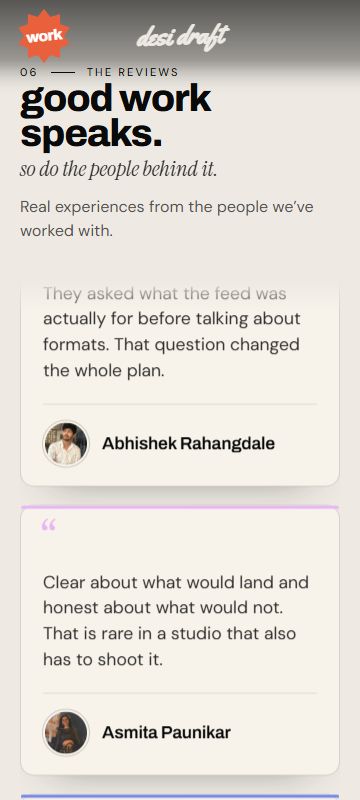 work
desi draft
06 THE REVIEWS
good work
speaks.
so do the people behind it.
Real experiences from the people we’ve
worked with.
They asked what the feed was
actually for before talking about
formats. That question changed
the whole plan.
Abhishek Rahangdale
“
Clear about what would land and
honest about what would not.
That is rare in a studio that also
has to shoot it.
Asmita Paunikar